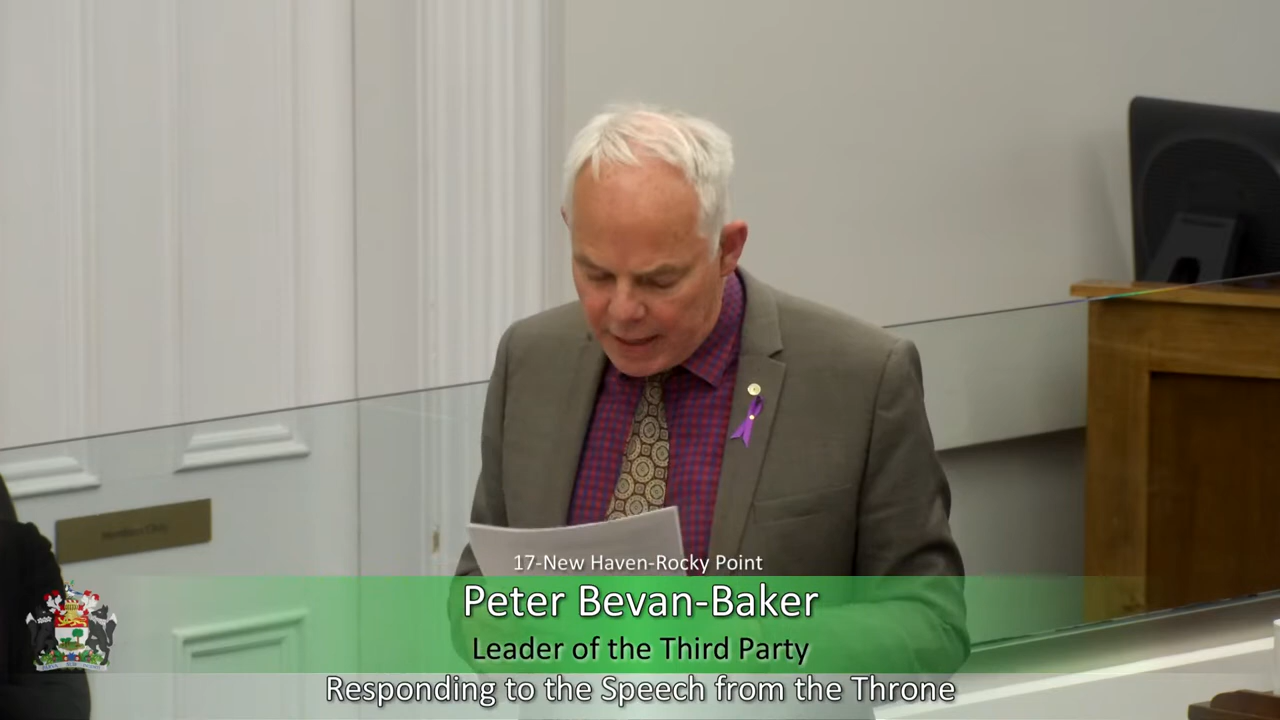 17-New Haven-Rocky Point
Peter Bevan-Baker
Leader of the Third Party
Responding to the Speech from the Throne